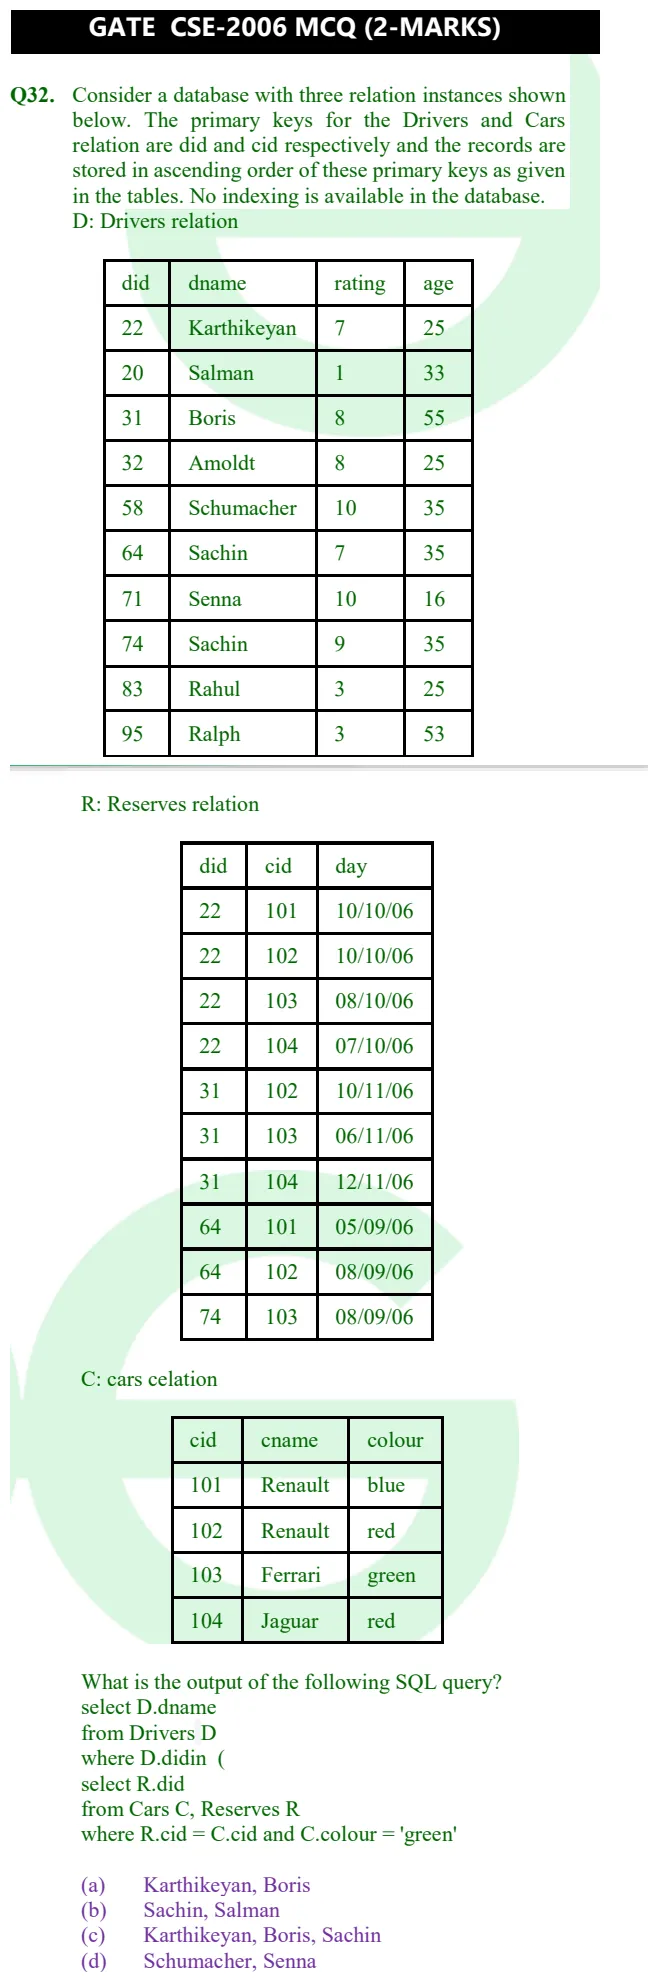 GATE CSE-2006 MCQ (2-MARKS)
Q32. Consider a database with three relation instances shown
below. The primary keys for the Drivers and Cars
relation are did and cid respectively and the records are
stored in ascending order of these primary keys as given
in the tables. No indexing is available in the database.
D: Drivers relation
did dname rating age
22 Karthikeyan 7 25
20 Salman 1 33
31 Boris 8 55
32 Amoldt 8 25
58 Schumacher 10 35
64 Sachin 7 35
71 Senna 10 16
74 Sachin 9 35
83 Rahul 3 25
95 Ralph 3 53
R: Reserves relation
did cid day
22 101 10/10/06
22 102 10/10/06
22 103 08/10/06
22 104 07/10/06
31 102 10/11/06
31 103 06/11/06
31 104 12/11/06
64 101 05/09/06
64 102 08/09/06
74 103 08/09/06
C: cars celation
cid cname colour
101 Renault blue
102 Renault red
103 Ferrari green
104 Jaguar red
What is the output of the following SQL query?
select D.dname
from Drivers D
where D.didin (
select R.did
from Cars C, Reserves R
where R.cid = C.cid and C.colour = 'green'
(a) Karthikeyan, Boris
(b) Sachin, Salman
(c) Karthikeyan, Boris, Sachin
(d) Schumacher, Senna